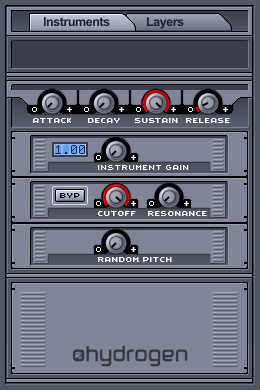 Instruments Layers
ATTACK DECAY SUSTAIN RELEASE
1.00
INSTRUMENT GAIN
BYP
CUTOFF RESONANCE
RANDOM PITCH
hydrogen